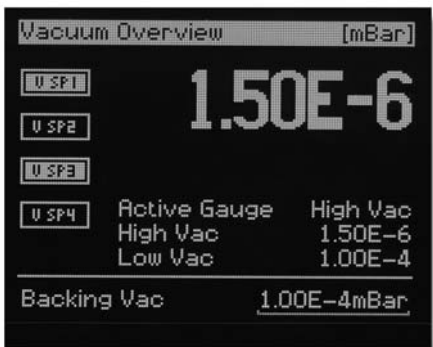 Vacuum Overview [mBar]
V SP1
1.50E-6
V SP2
V SP3
V SP4
Active Gauge High Vac
High Vac 1.50E-6
Low Vac 1.00E-4
Backing Vac 1.00E-4mBar